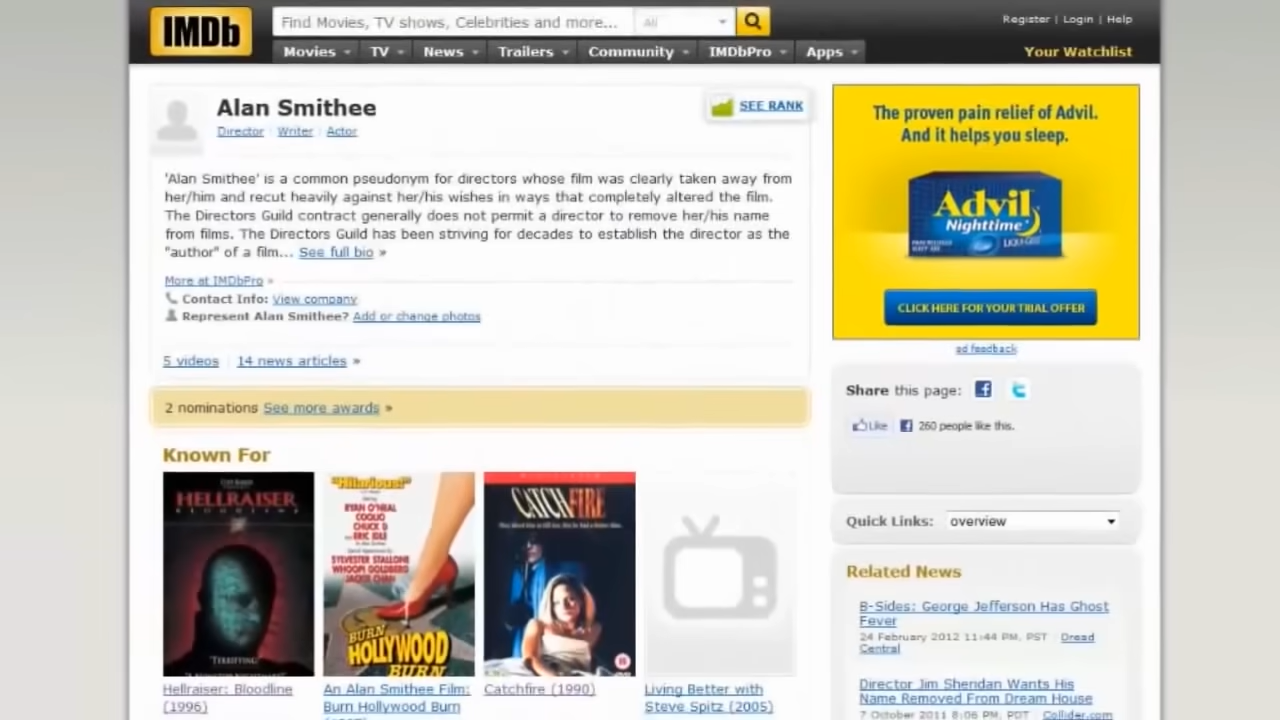 IMDb
Find Movies, TV shows, Celebrities and more...
All
Register | Login | Help
Movies
TV
News
Trailers
Community
IMDbPro
Apps
Your Watchlist
Alan Smithee
SEE RANK
Director | Writer | Actor
'Alan Smithee' is a common pseudonym for directors whose film was clearly taken away from
her/him and recut heavily against her/his wishes in ways that completely altered the film.
The Directors Guild contract generally does not permit a director to remove her/his name
from films. The Directors Guild has been striving for decades to establish the director as the
"author" of a film... See full bio »
More at IMDbPro »
Contact Info: View company
Represent Alan Smithee? Add or change photos
5 videos | 14 news articles »
2 nominations See more awards »
Known For
HELLRAISER
BLOODLINE
"TERRIFYING"
"Hilarious!"
RYAN O'NEAL
COOLIO
CHUCK D
ERIC IDLE
SYLVESTER STALLONE
WHOOPI GOLDBERG
JACKIE CHAN
BURN
HOLLYWOOD
BURN
CATCHFIRE
Hellraiser: Bloodline
(1996)
An Alan Smithee Film:
Burn Hollywood Burn
Catchfire (1990)
Living Better with
Steve Spitz (2005)
The proven pain relief of Advil.
And it helps you sleep.
Advil
Nighttime
LIQUI-GELS
CLICK HERE FOR YOUR TRIAL OFFER
ad feedback
Share this page:
Like
260 people like this.
Quick Links: overview
Related News
B-Sides: George Jefferson Has Ghost
Fever
24 February 2012 11:44 PM, PST | Dread
Central
Director Jim Sheridan Wants His
Name Removed From Dream House
7 October 2011 8:06 PM, PDT | Collider.com